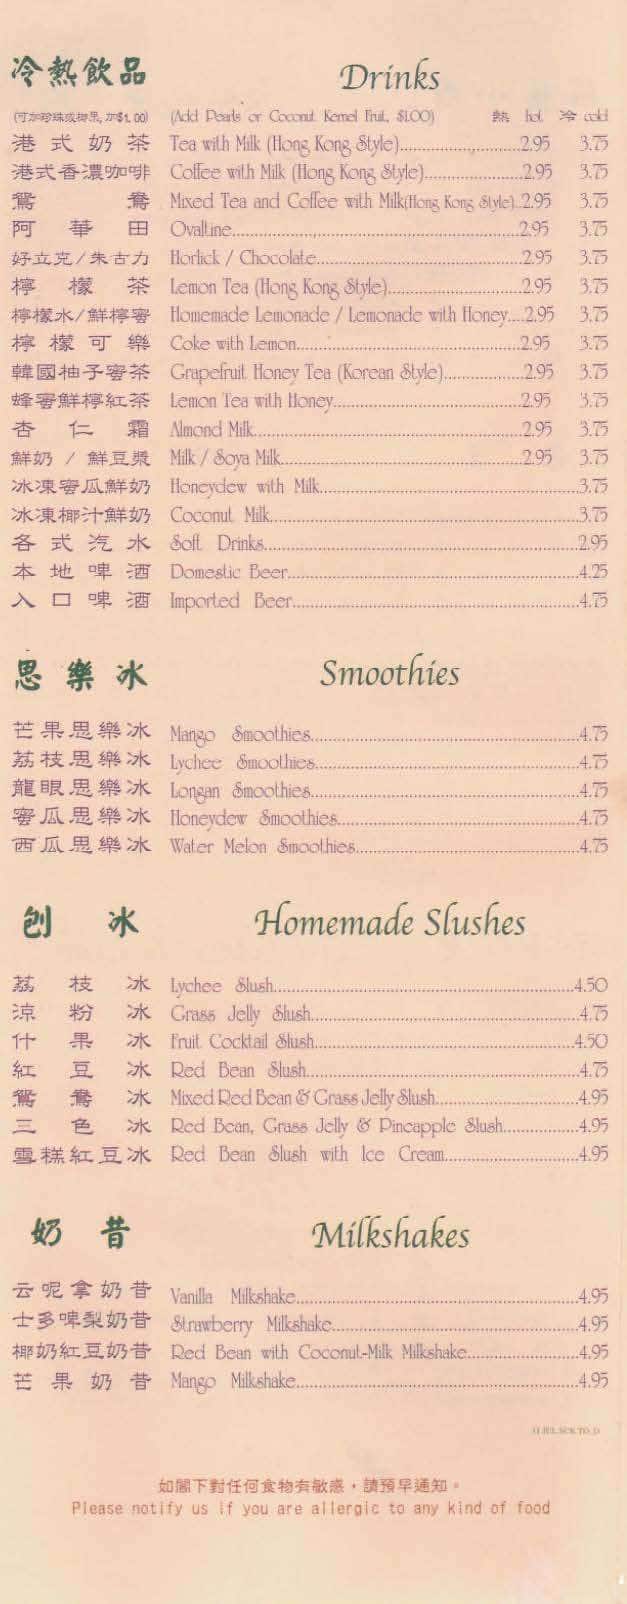 冷熱飲品 Drinks
(可加珍珠或椰果,加$1.00) (Add Pearls or Coconut Kernel Fruit, $1.00) 熱 hot 冷 cold
港式奶茶 Tea with Milk (Hong Kong Style)..........2.95 3.75
港式香濃咖啡 Coffee with Milk (Hong Kong Style)..........2.95 3.75
鴛鴦 Mixed Tea and Coffee with Milk(Hong Kong Style)..2.95 3.75
阿華田 Ovaltine..........2.95 3.75
好立克/朱古力 Horlick / Chocolate..........2.95 3.75
檸檬茶 Lemon Tea (Hong Kong Style)..........2.95 3.75
檸檬水/鮮檸蜜 Homemade Lemonade / Lemonade with Honey....2.95 3.75
檸檬可樂 Coke with Lemon..........2.95 3.75
韓國柚子蜜茶 Grapefruit Honey Tea (Korean Style)..........2.95 3.75
蜂蜜鮮檸紅茶 Lemon Tea with Honey..........2.95 3.75
杏仁霜 Almond Milk..........2.95 3.75
鮮奶 / 鮮豆漿 Milk / Soya Milk..........2.95 3.75
冰凍蜜瓜鮮奶 Honeydew with Milk..........3.75
冰凍椰汁鮮奶 Coconut Milk..........3.75
各式汽水 Soft Drinks..........2.95
本地啤酒 Domestic Beer..........4.25
入口啤酒 Imported Beer..........4.75
思樂冰 Smoothies
芒果思樂冰 Mango Smoothies..........4.75
荔枝思樂冰 Lychee Smoothies..........4.75
龍眼思樂冰 Longan Smoothies..........4.75
蜜瓜思樂冰 Honeydew Smoothies..........4.75
西瓜思樂冰 Water Melon Smoothies..........4.75
刨冰 Homemade Slushes
荔枝冰 Lychee Slush..........4.50
涼粉冰 Grass Jelly Slush..........4.75
什果冰 Fruit Cocktail Slush..........4.50
紅豆冰 Red Bean Slush..........4.75
鴛鴦冰 Mixed Red Bean & Grass Jelly Slush..........4.95
三色冰 Red Bean, Grass Jelly & Pineapple Slush..........4.95
雪糕紅豆冰 Red Bean Slush with Ice Cream..........4.95
奶昔 Milkshakes
云呢拿奶昔 Vanilla Milkshake..........4.95
士多啤梨奶昔 Strawberry Milkshake..........4.95
椰奶紅豆奶昔 Red Bean with Coconut-Milk Milkshake..........4.95
芒果奶昔 Mango Milkshake..........4.95
如閣下對任何食物有敏感,請預早通知。
Please notify us if you are allergic to any kind of food